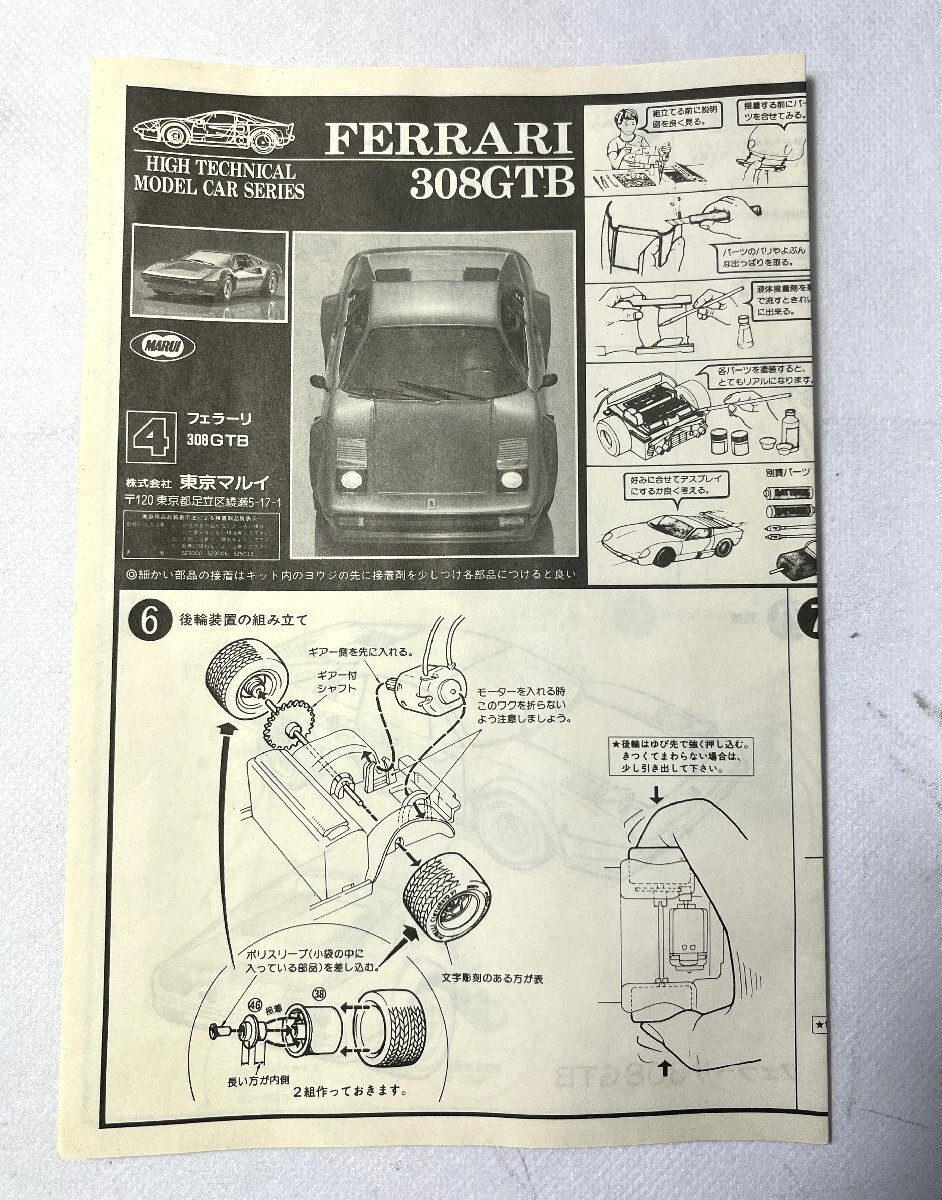 HIGH TECHNICAL
MODEL CAR SERIES
FERRARI
308GTB
MARUI
4
フェラーリ
308GTB
株式会社 東京マルイ
〒120 東京都足立区綾瀬5-17-1
◎細かい部品の接着はキット内のヨウジの先に接着剤を少しつけ各部品につけると良い
組立てる前に説明
図を良く見る。
接着する前にパー
ツを合せてみる。
パーツのバリやよぶん
な出っぱりを取る。
液体接着剤を
で流すときれい
に出来る。
各パーツを塗装すると、
とてもリアルになります
好みに合せてデスプレイ
にするか良く考える。
別買パーツ
6 後輪装置の組み立て
ギアー側を先に入れる。
ギアー付
シャフト
モーターを入れる時
このワクを折らない
よう注意しましょう。
★後輪はゆび先で強く押し込む。
きつくてまわらない場合は、
少し引き出して下さい。
ポリスリーブ(小袋の中に
入っている部品)を差し込む。
文字彫刻のある方が表
46
接着
38
長い方が内側
2組作っておきます。
7
★